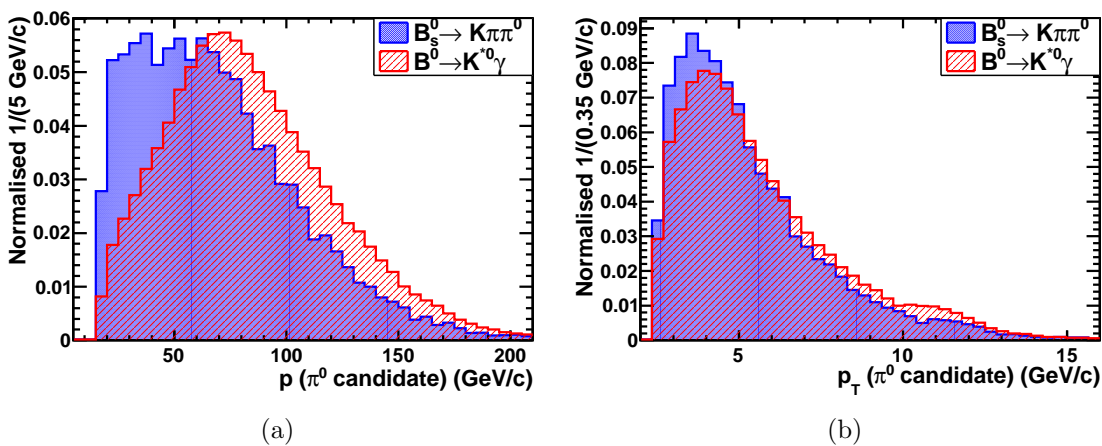 Normalised 1/(5 GeV/c)
0.06
0.05
0.04
0.03
0.02
0.01
0
50 100 150 200
p (π⁰ candidate) (GeV/c)
B⁰ₛ→ Kππ⁰
B⁰→K*⁰γ
(a)
Normalised 1/(0.35 GeV/c)
0.09
0.08
0.07
0.06
0.05
0.04
0.03
0.02
0.01
0.00
5 10 15
p_T (π⁰ candidate) (GeV/c)
B⁰ₛ→ Kππ⁰
B⁰→K*⁰γ
(b)